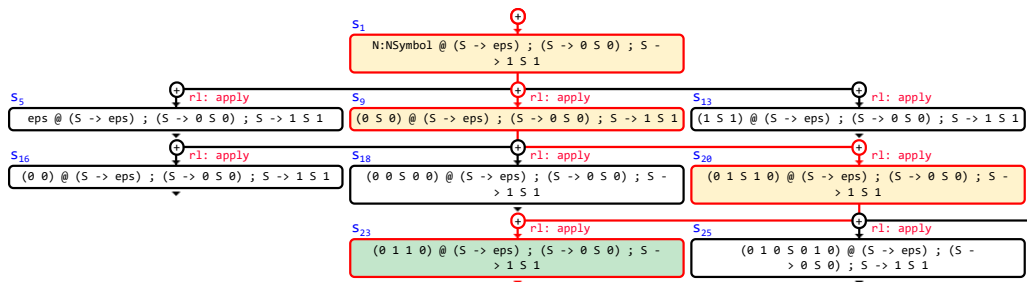 +
S1
N:NSymbol @ (S -> eps) ; (S -> 0 S 0) ; S -
> 1 S 1
+ + +
S5 rl: apply S9 rl: apply S13 rl: apply
eps @ (S -> eps) ; (S -> 0 S 0) ; S -> 1 S 1
(0 S 0) @ (S -> eps) ; (S -> 0 S 0) ; S -> 1 S 1
(1 S 1) @ (S -> eps) ; (S -> 0 S 0) ; S -> 1 S 1
+ + +
S16 rl: apply S18 rl: apply S20 rl: apply
(0 0) @ (S -> eps) ; (S -> 0 S 0) ; S -> 1 S 1
(0 0 S 0 0) @ (S -> eps) ; (S -> 0 S 0) ; S -
> 1 S 1
(0 1 S 1 0) @ (S -> eps) ; (S -> 0 S 0) ; S -
> 1 S 1
+ +
S23 rl: apply S25 rl: apply
(0 1 1 0) @ (S -> eps) ; (S -> 0 S 0) ; S -
> 1 S 1
(0 1 0 S 0 1 0) @ (S -> eps) ; (S -
> 0 S 0) ; S -> 1 S 1